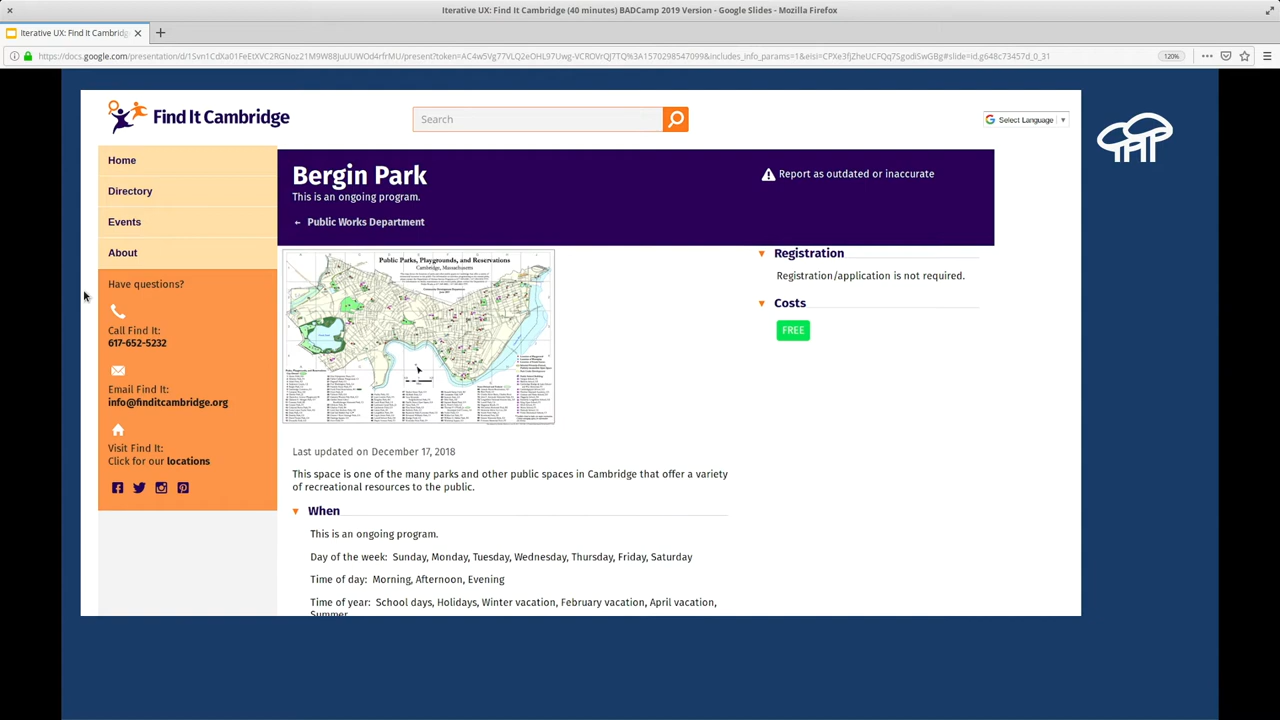 Iterative UX: Find It Cambridge (40 minutes) BADCamp 2019 Version - Google Slides - Mozilla Firefox
Iterative UX: Find It Cambridg
120%
Find It Cambridge
Search
Select Language
Home
Directory
Events
About
Have questions?
Call Find It:
617-652-5232
Email Find It:
info@finditcambridge.org
Visit Find It:
Click for our locations
Bergin Park
This is an ongoing program.
← Public Works Department
Report as outdated or inaccurate
Public Parks, Playgrounds, and Reservations
Cambridge, Massachusetts
Last updated on December 17, 2018
This space is one of the many parks and other public spaces in Cambridge that offer a variety
of recreational resources to the public.
When
This is an ongoing program.
Day of the week: Sunday, Monday, Tuesday, Wednesday, Thursday, Friday, Saturday
Time of day: Morning, Afternoon, Evening
Time of year: School days, Holidays, Winter vacation, February vacation, April vacation,
Summer
Registration
Registration/application is not required.
Costs
FREE